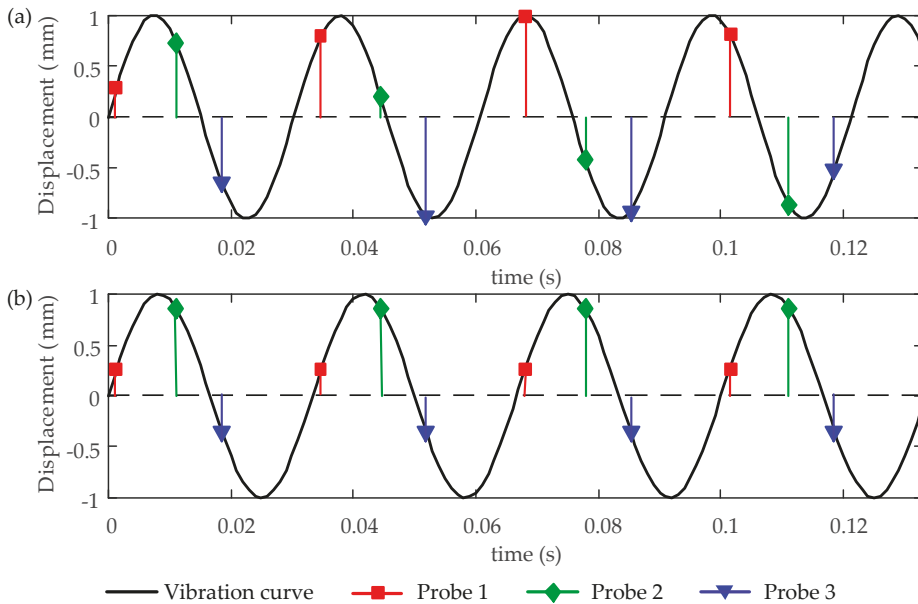 (a)
Displacement ( mm)
1
0.5
0
-0.5
-1
0 0.02 0.04 0.06 0.08 0.1 0.12
time (s)
(b)
Displacement ( mm)
1
0.5
0
-0.5
-1
0 0.02 0.04 0.06 0.08 0.1 0.12
time (s)
Vibration curve Probe 1 Probe 2 Probe 3